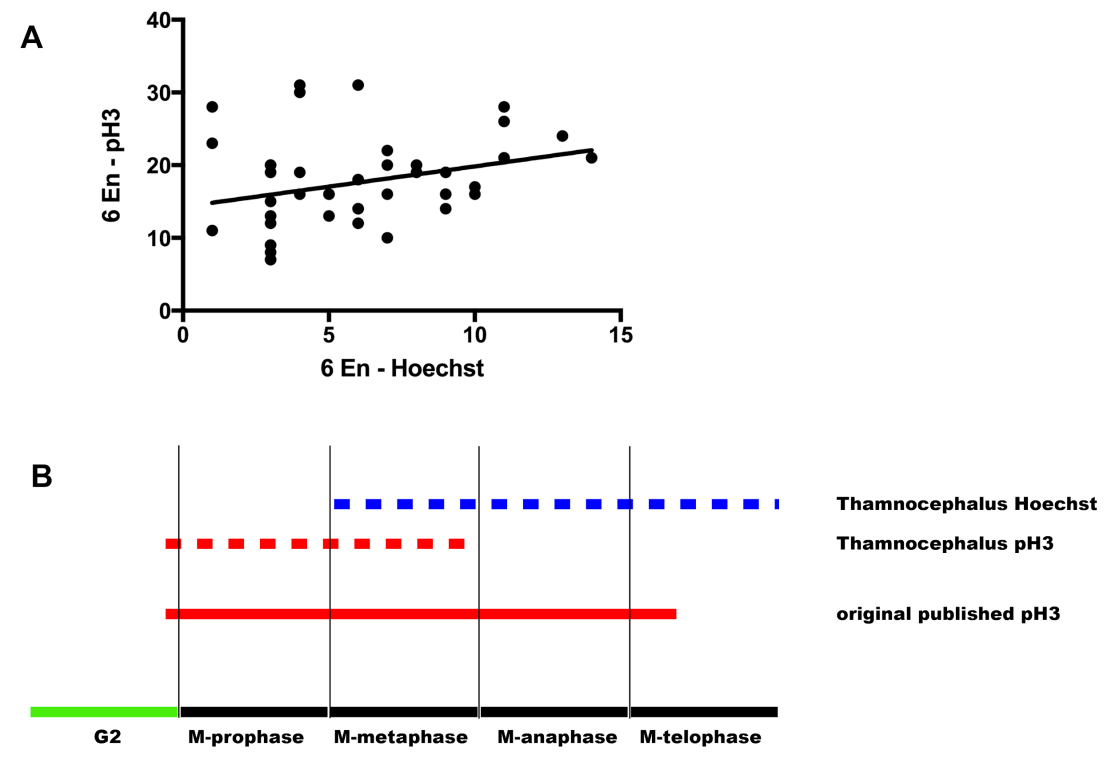 A
40
30
20
10
0
6 En - pH3
0 5 10 15
6 En - Hoechst
B
Thamnocephalus Hoechst
Thamnocephalus pH3
original published pH3
G2 M-prophase M-metaphase M-anaphase M-telophase